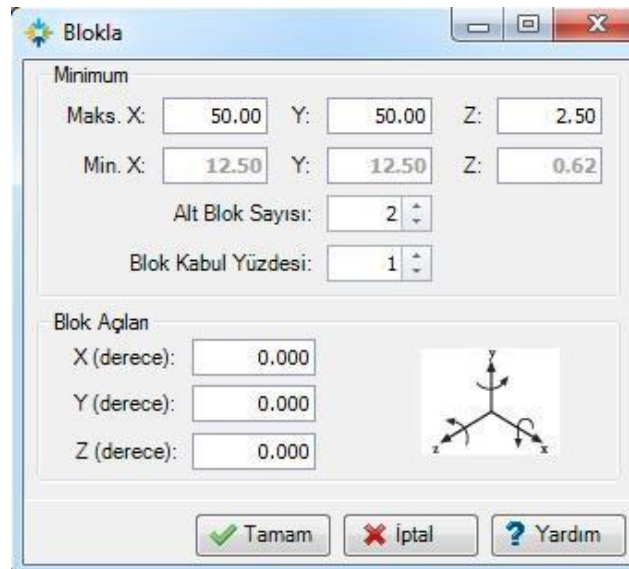 Blokla
Minimum
Maks. X: 50.00 Y: 50.00 Z: 2.50
Min. X: 12.50 Y: 12.50 Z: 0.62
Alt Blok Sayısı: 2
Blok Kabul Yüzdesi: 1
Blok Açıları
X (derece): 0.000
Y (derece): 0.000
Z (derece): 0.000
y
z x
Tamam İptal ? Yardım